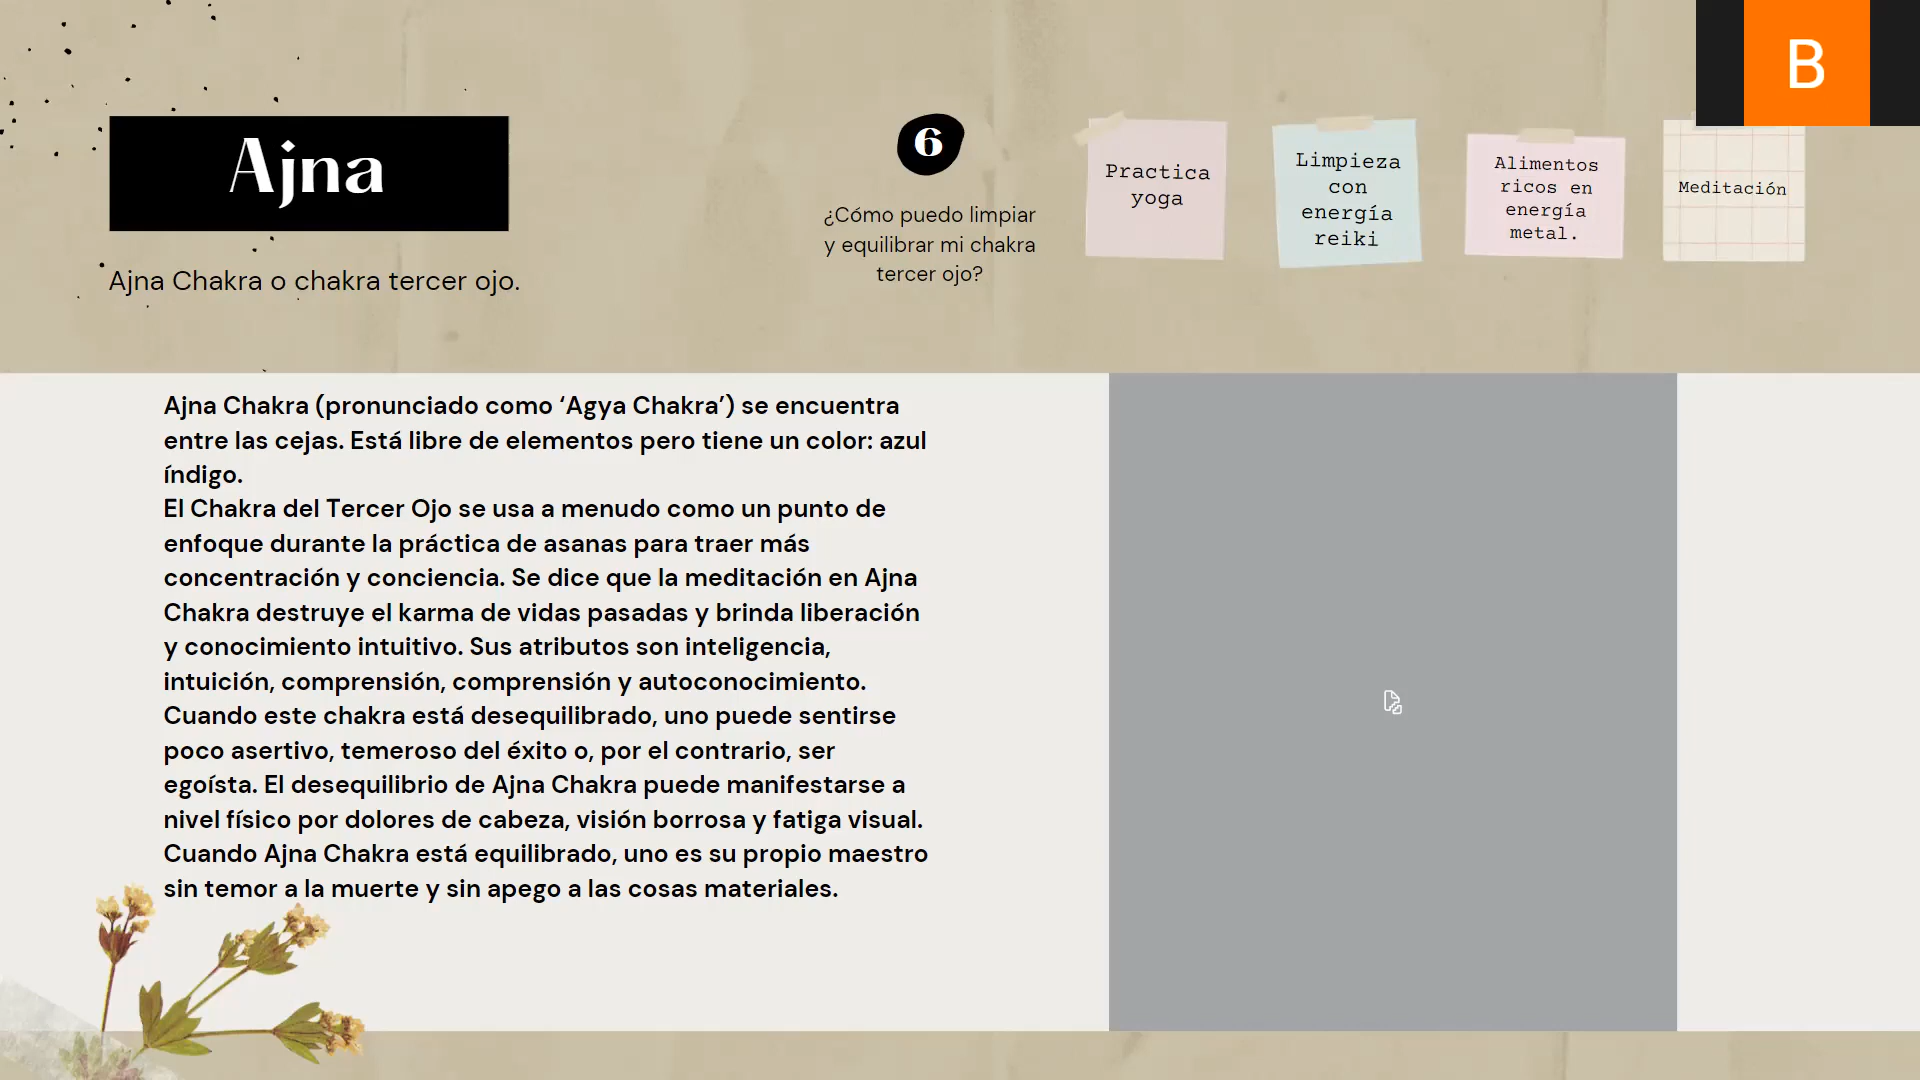 Ajna
Ajna Chakra o chakra tercer ojo.
6
¿Cómo puedo limpiar
y equilibrar mi chakra
tercer ojo?
Practica
yoga
Limpieza
con
energía
reiki
Alimentos
ricos en
energía
metal.
Meditación
B
Ajna Chakra (pronunciado como ‘Agya Chakra’) se encuentra
entre las cejas. Está libre de elementos pero tiene un color: azul
índigo.
El Chakra del Tercer Ojo se usa a menudo como un punto de
enfoque durante la práctica de asanas para traer más
concentración y conciencia. Se dice que la meditación en Ajna
Chakra destruye el karma de vidas pasadas y brinda liberación
y conocimiento intuitivo. Sus atributos son inteligencia,
intuición, comprensión, comprensión y autoconocimiento.
Cuando este chakra está desequilibrado, uno puede sentirse
poco asertivo, temeroso del éxito o, por el contrario, ser
egoísta. El desequilibrio de Ajna Chakra puede manifestarse a
nivel físico por dolores de cabeza, visión borrosa y fatiga visual.
Cuando Ajna Chakra está equilibrado, uno es su propio maestro
sin temor a la muerte y sin apego a las cosas materiales.